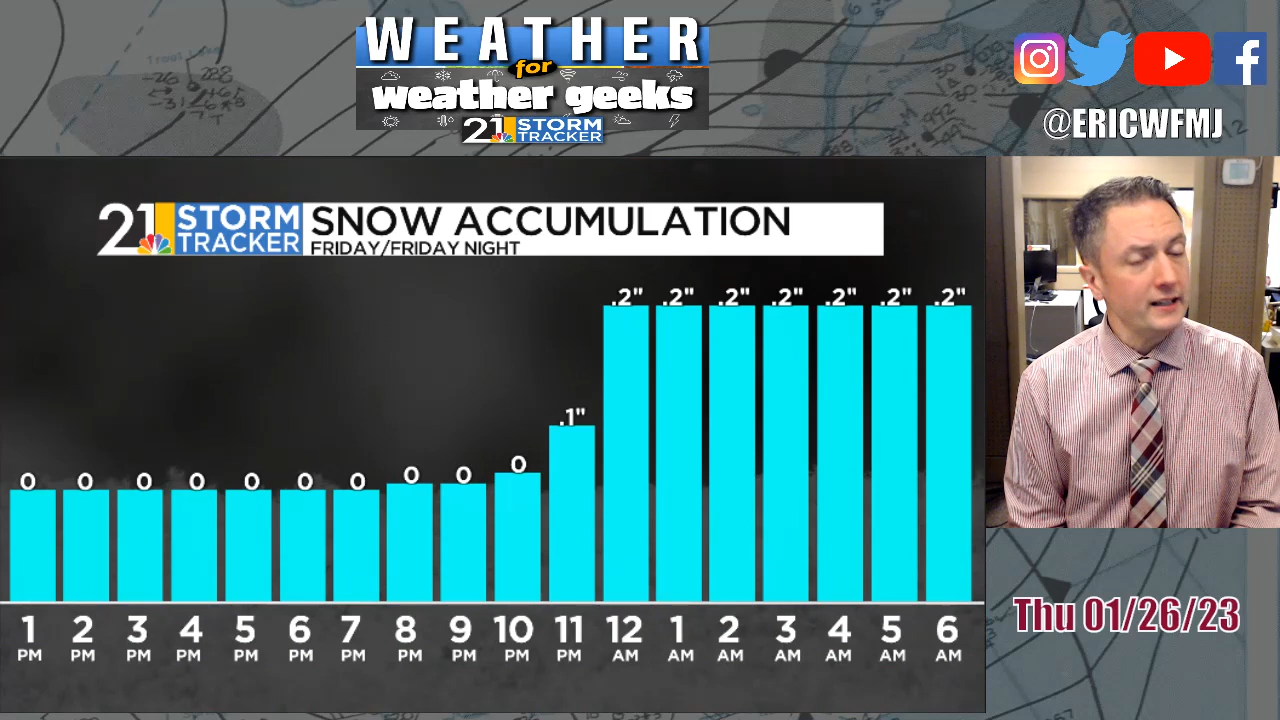 WEATHER
for
weather geeks
21 STORM
TRACKER
@ERICWFMJ
21 STORM
TRACKER
SNOW ACCUMULATION
FRIDAY/FRIDAY NIGHT
0 0 0 0 0 0 0 0 0 0 .1" .2" .2" .2" .2" .2" .2" .2"
1 2 3 4 5 6 7 8 9 10 11 12 1 2 3 4 5 6
PM PM PM PM PM PM PM PM PM PM PM AM AM AM AM AM AM AM
Thu 01/26/23